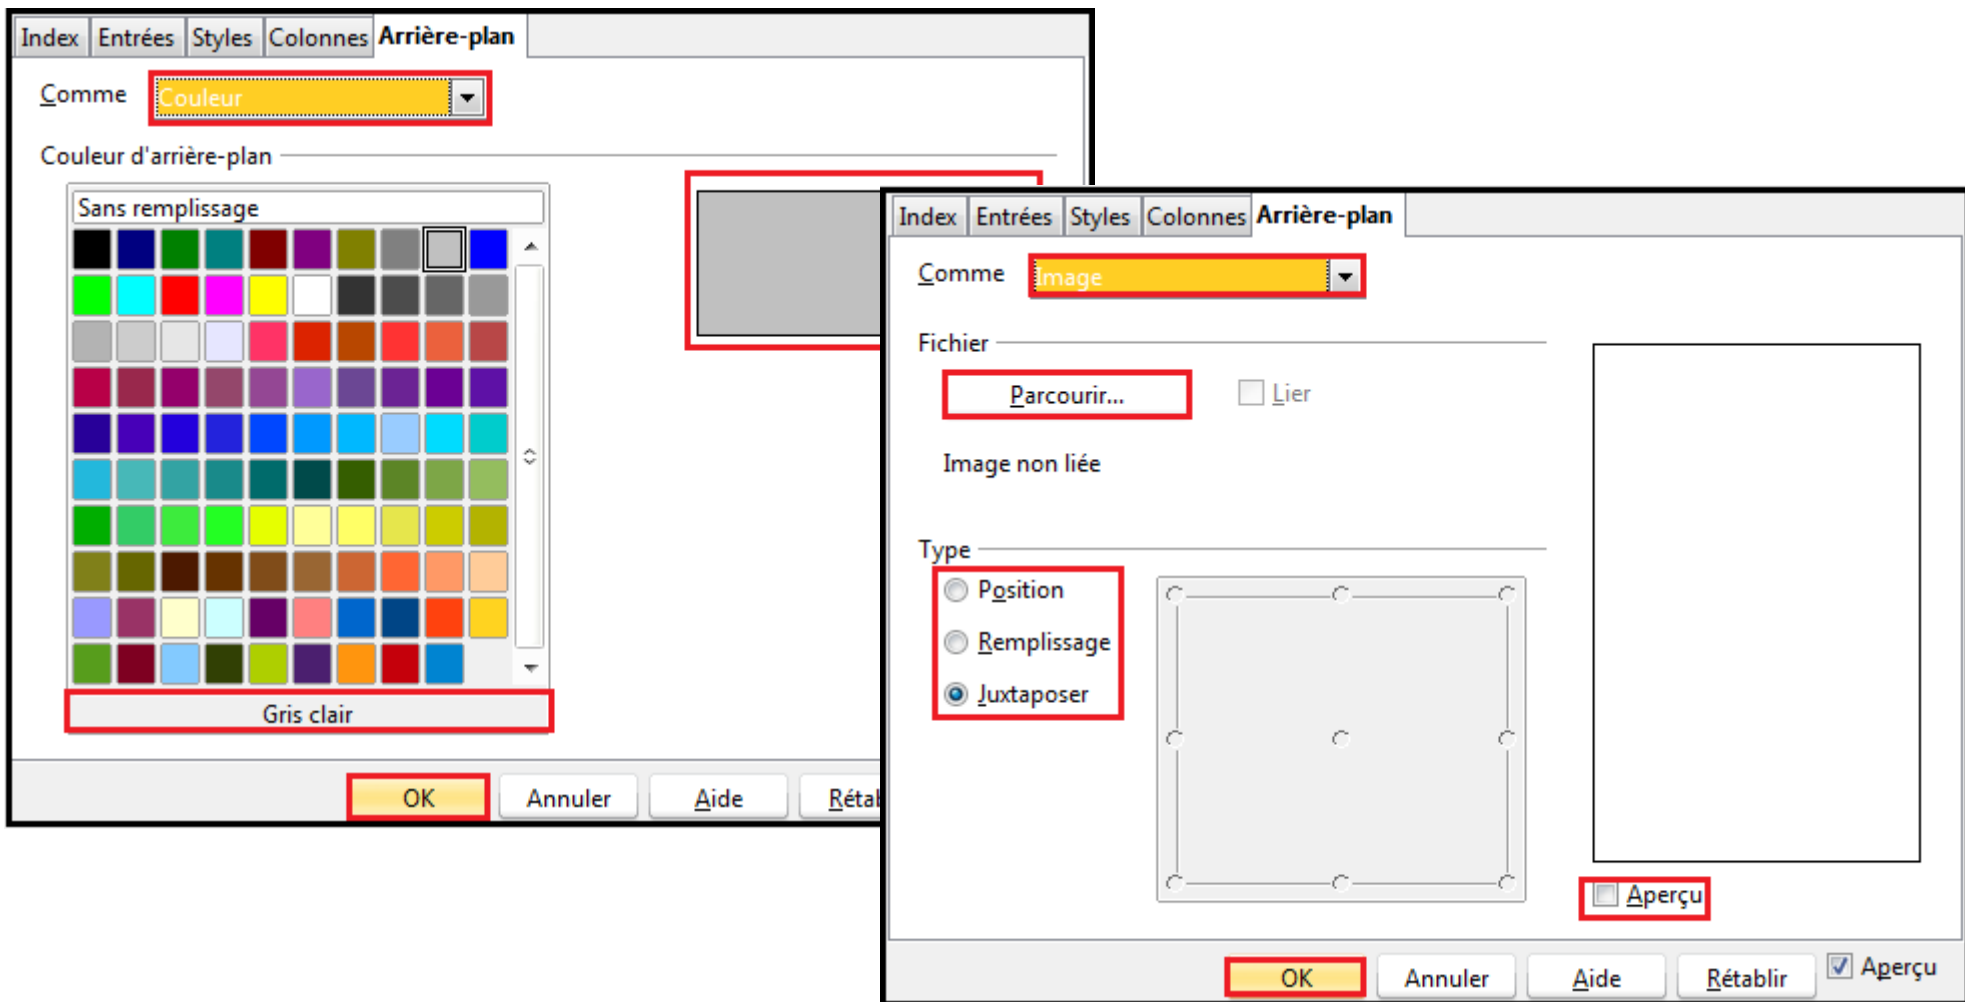 Index Entrées Styles Colonnes Arrière-plan
Comme Couleur
Couleur d'arrière-plan
Sans remplissage
Gris clair
OK Annuler Aide Rétab
Index Entrées Styles Colonnes Arrière-plan
Comme Image
Fichier
Parcourir... Lier
Image non liée
Type
Position
Remplissage
Juxtaposer
Aperçu
OK Annuler Aide Rétablir Aperçu